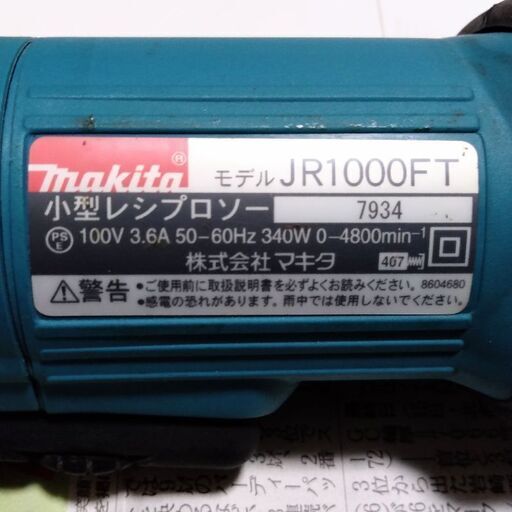 makita® モデル JR1000FT
小型レシプロソー 7934
PS E 100V 3.6A 50-60Hz 340W 0-4800min⁻¹
株式会社マキタ 407
⚠警告 ●ご使用前に取扱説明書を必ずよくお読みください。 8604680
●感電の恐れがあります。雨中では使用しないでください。